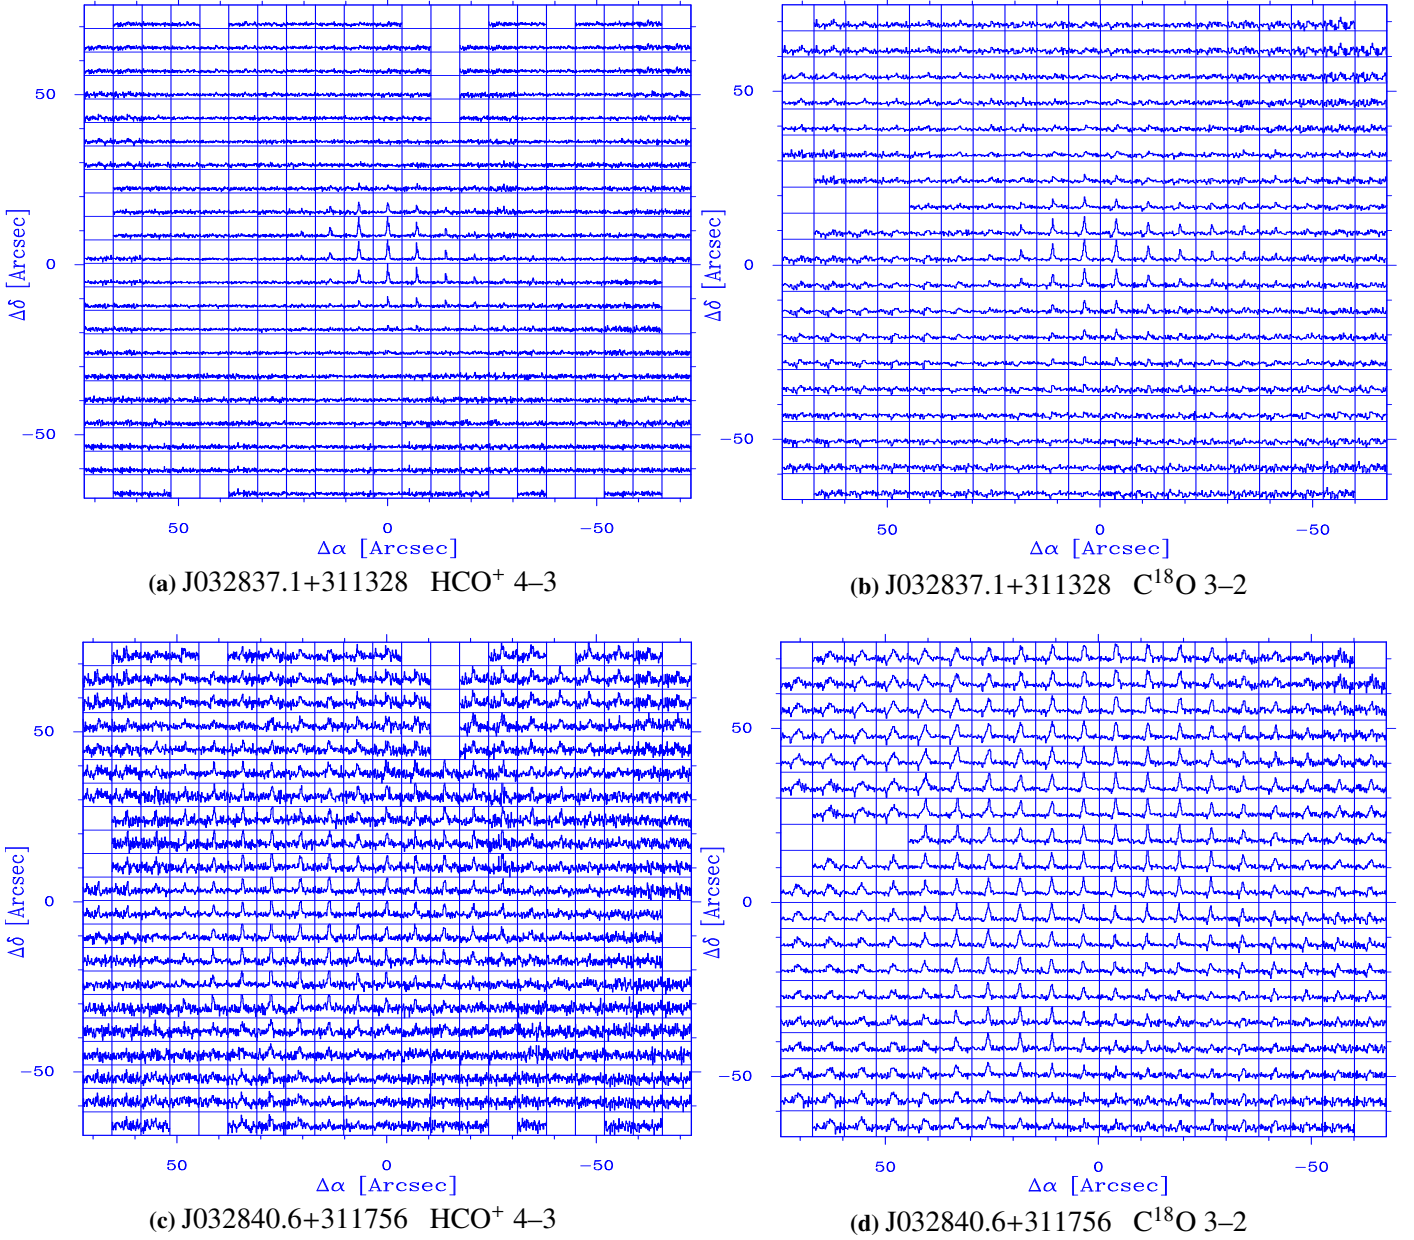 50
0
−50
Δδ [Arcsec]
50 0 −50
Δα [Arcsec]
(a) J032837.1+311328 HCO⁺ 4–3
50
0
−50
Δδ [Arcsec]
50 0 −50
Δα [Arcsec]
(b) J032837.1+311328 C¹⁸O 3–2
50
0
−50
Δδ [Arcsec]
50 0 −50
Δα [Arcsec]
(c) J032840.6+311756 HCO⁺ 4–3
50
0
−50
Δδ [Arcsec]
50 0 −50
Δα [Arcsec]
(d) J032840.6+311756 C¹⁸O 3–2